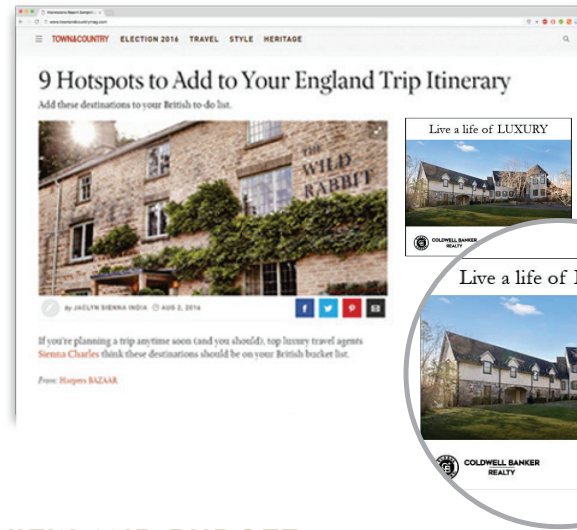 www.townandcountrymag.com
TOWN&COUNTRY ELECTION 2016 TRAVEL STYLE HERITAGE
9 Hotspots to Add to Your England Trip Itinerary
Add these destinations to your British to-do list.
THE
WILD
RABBIT
By JACLYN SIENNA INDIA AUG 2, 2016
If you're planning a trip anytime soon (and you should), top luxury travel agents
Sienna Charles think these destinations should be on your British bucket list.
From: Harpers BAZAAR
Live a life of LUXURY
COLDWELL BANKER
REALTY
Live a life of
COLDWELL BANKER
REALTY